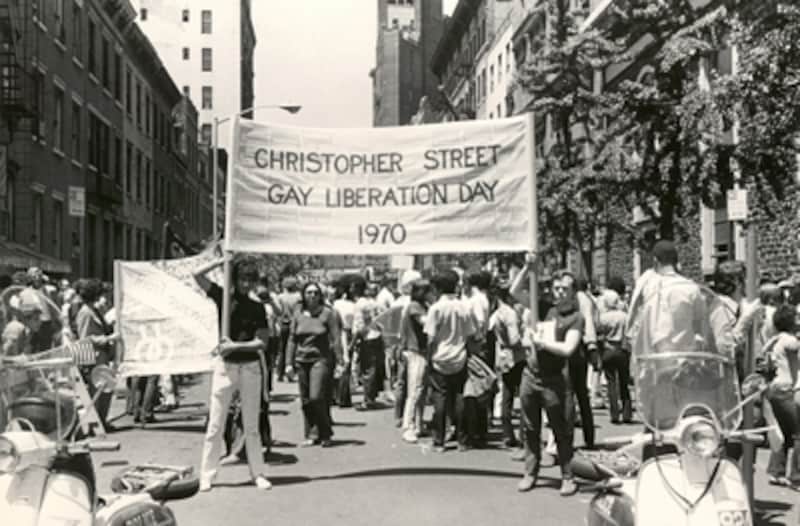 CHRISTOPHER STREET
GAY LIBERATION DAY
1970